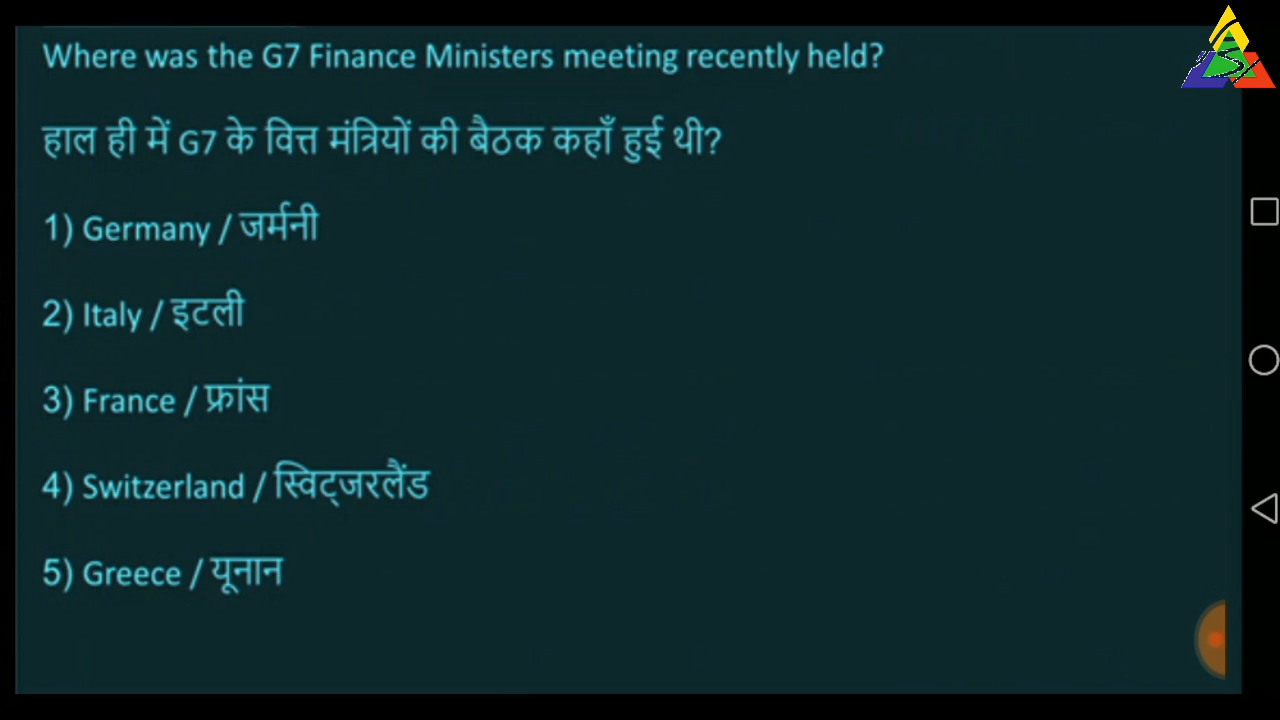 Where was the G7 Finance Ministers meeting recently held?
हाल ही में G7 के वित्त मंत्रियों की बैठक कहाँ हुई थी?
1) Germany / जर्मनी
2) Italy / इटली
3) France / फ्रांस
4) Switzerland / स्विट्जरलैंड
5) Greece / यूनान